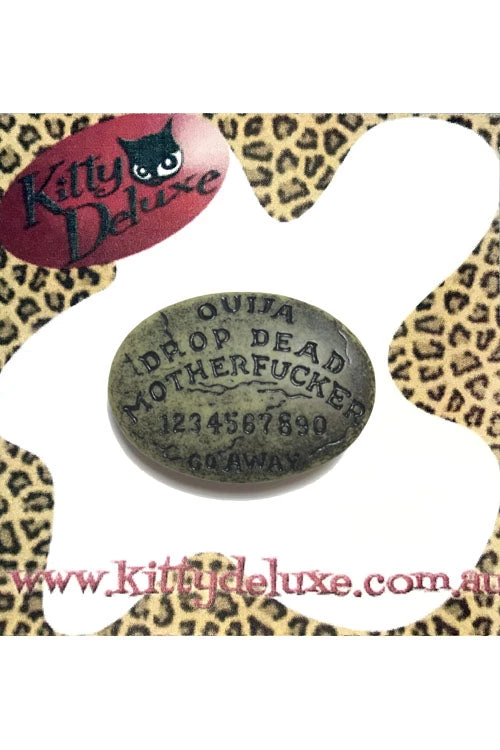 Kitty
Deluxe
OUIJA
DROP DEAD
MOTHERFUCKER
1234567890
GO AWAY
www.kittydeluxe.com.au